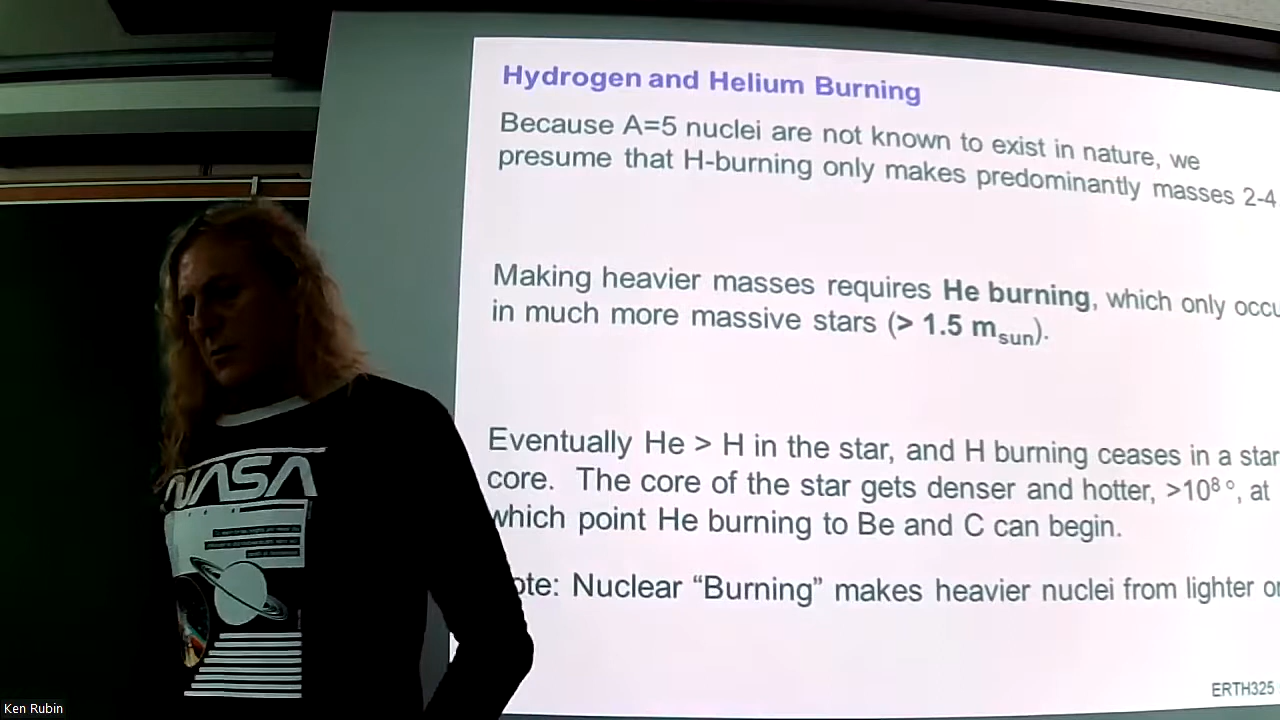 Hydrogen and Helium Burning
Because A=5 nuclei are not known to exist in nature, we
presume that H-burning only makes predominantly masses 2-4
Making heavier masses requires He burning, which only occu
in much more massive stars (> 1.5 msun).
Eventually He > H in the star, and H burning ceases in a star
core. The core of the star gets denser and hotter, >10⁸ °, at
which point He burning to Be and C can begin.
ote: Nuclear “Burning” makes heavier nuclei from lighter o
ERTH325
NASA
Ken Rubin